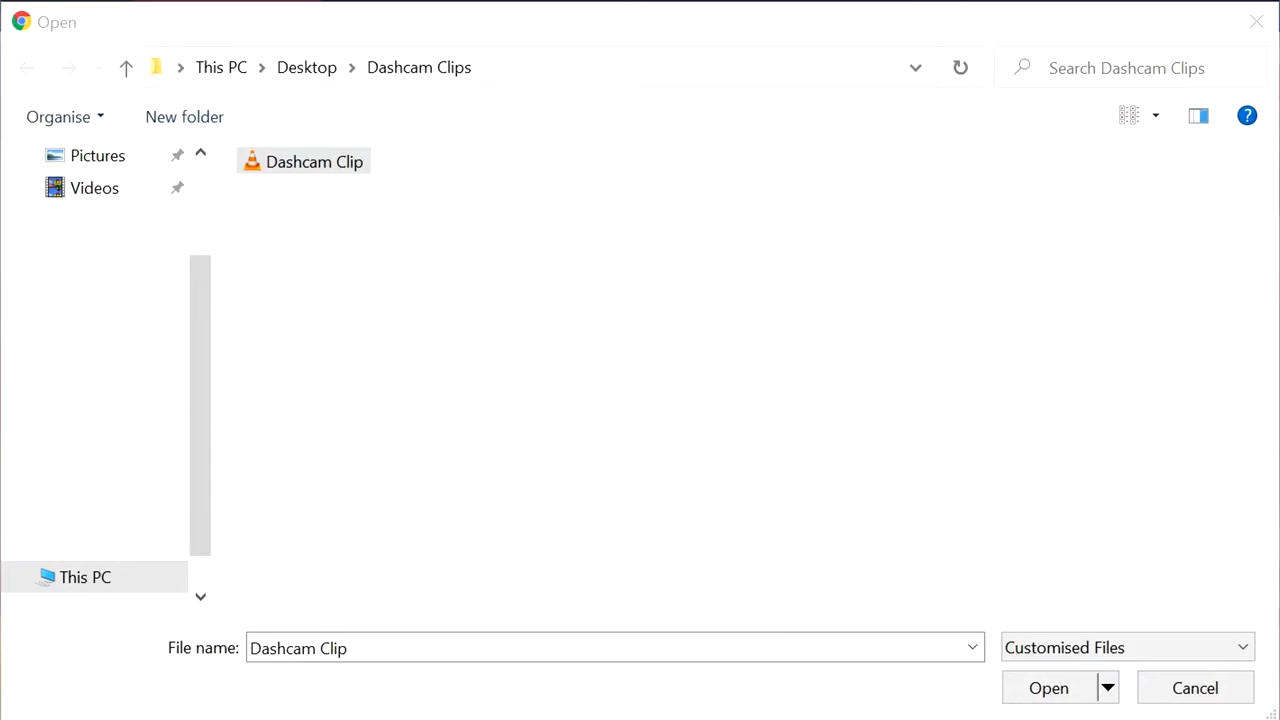 Open
This PC > Desktop > Dashcam Clips
Search Dashcam Clips
Organise
New folder
?
Pictures
Videos
Dashcam Clip
This PC
File name: Dashcam Clip
Customised Files
Open
Cancel